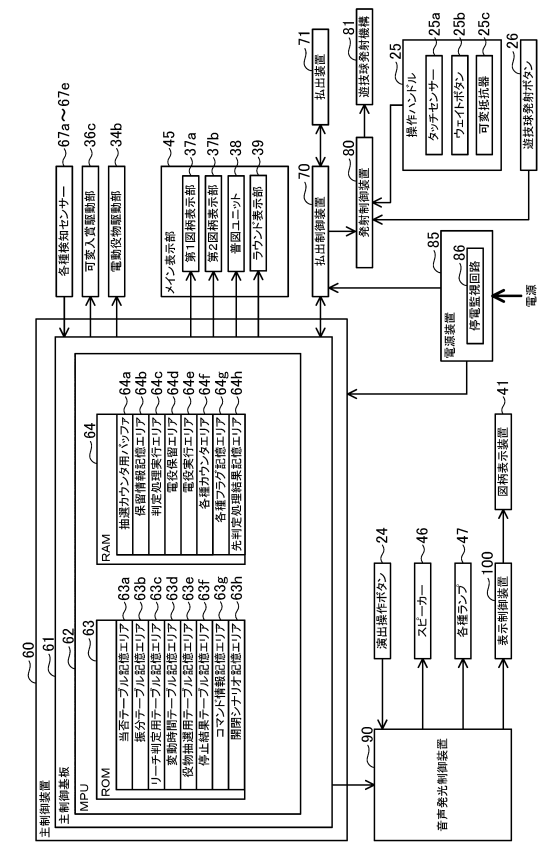 60
主制御装置
61
主制御基板
62
MPU
63
ROM
当否テーブル記憶エリア 63a
振分テーブル記憶エリア 63b
リーチ判定用テーブル記憶エリア 63c
変動時間テーブル記憶エリア 63d
役物抽選用テーブル記憶エリア 63e
停止結果テーブル記憶エリア 63f
コマンド情報記憶エリア 63g
開閉シナリオ記憶エリア 63h
64
RAM
抽選カウンタ用バッファ 64a
保留情報記憶エリア 64b
判定処理実行エリア 64c
電役保留エリア 64d
電役実行エリア 64e
各種カウンタエリア 64f
各種フラグ記憶エリア 64g
先判定処理結果記憶エリア 64h
各種検知センサー 67a～67e
可変入賞駆動部 36c
電動役物駆動部 34b
メイン表示部 45
第1図柄表示部 37a
第2図柄表示部 37b
普図ユニット 38
ラウンド表示部 39
払出制御装置 70
払出装置 71
発射制御装置 80
遊技球発射機構 81
操作ハンドル 25
タッチセンサー 25a
ウェイトボタン 25b
可変抵抗器 25c
遊技球発射ボタン 26
電源装置 85
停電監視回路 86
電源
90
音声発光制御装置
演出操作ボタン 24
スピーカー 46
各種ランプ 47
表示制御装置 100
図柄表示装置 41